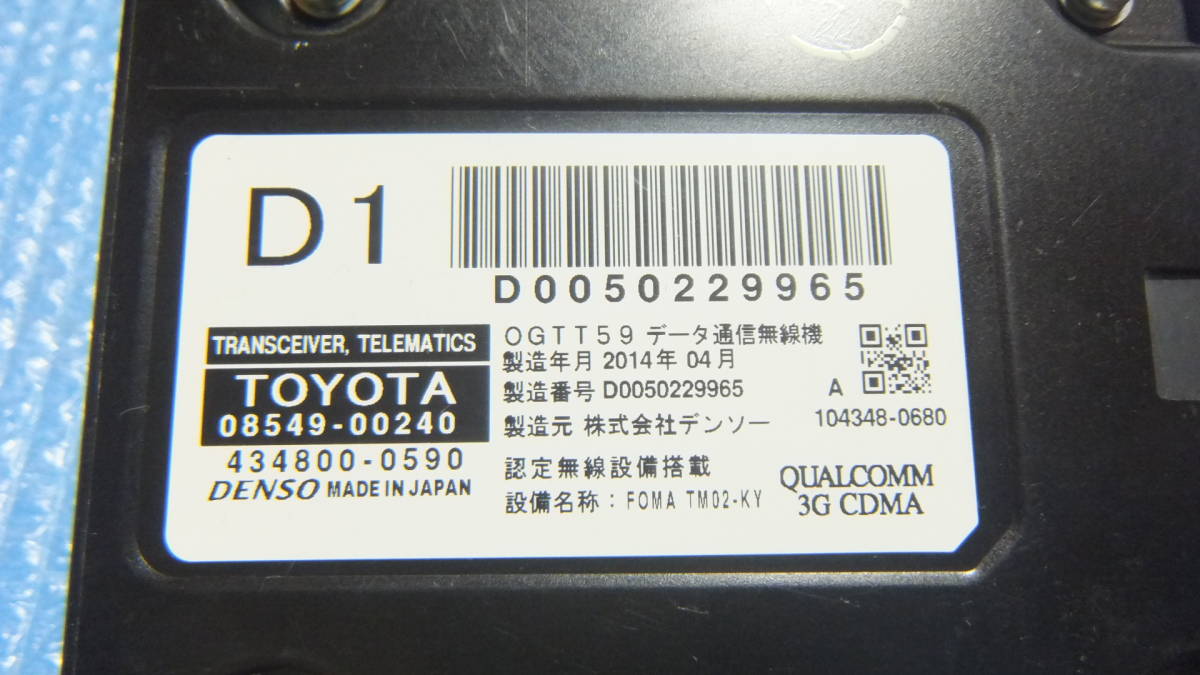 D1
D0050229965
TRANSCEIVER, TELEMATICS
TOYOTA
08549-00240
434800-0590
DENSO MADE IN JAPAN
OGTT59 データ通信無線機
製造年月 2014年 04月
製造番号 D0050229965
製造元 株式会社デンソー
認定無線設備搭載
設備名称：FOMA TM02-KY
A
104348-0680
QUALCOMM
3G CDMA